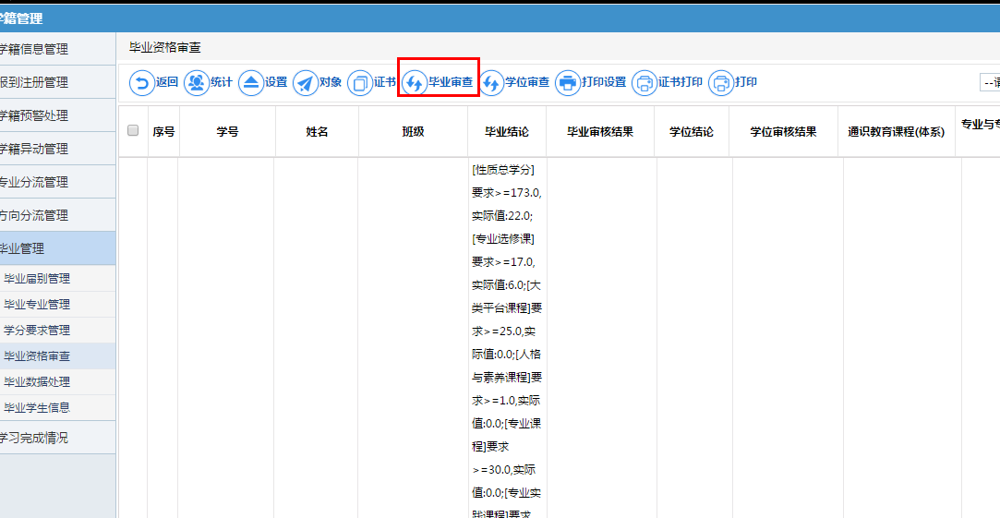 学籍管理
学籍信息管理
报到注册管理
学籍预警处理
学籍异动管理
专业分流管理
方向分流管理
毕业管理
毕业届别管理
毕业专业管理
学分要求管理
毕业资格审查
毕业数据处理
毕业学生信息
学习完成情况
毕业资格审查
返回 统计 设置 对象 证书 毕业审查 学位审查 打印设置 证书打印 打印 --请
序号 学号 姓名 班级 毕业结论 毕业审核结果 学位结论 学位审核结果 通识教育课程(体系) 专业与专
[性质总学分]
要求>=173.0,
实际值:22.0;
[专业选修课]
要求>=17.0,
实际值:6.0;[大
类平台课程]要
求>=25.0,实
际值:0.0;[人格
与素养课程]要
求>=1.0,实际
值:0.0;[专业课
程]要求
>=30.0,实际
值:0.0;[专业实
践课程]要求